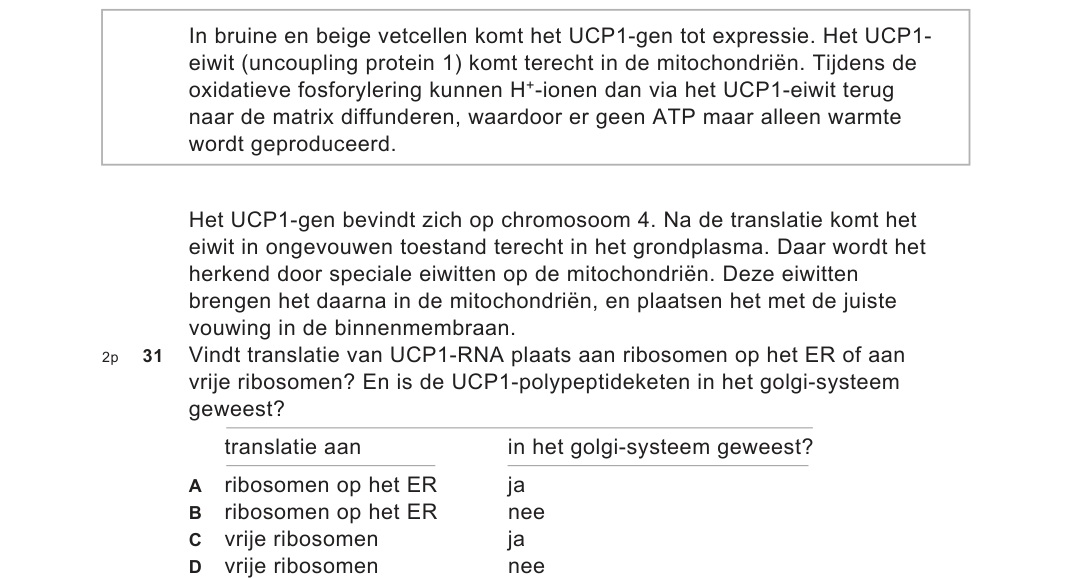 In bruine en beige vetcellen komt het UCP1-gen tot expressie. Het UCP1-
eiwit (uncoupling protein 1) komt terecht in de mitochondriën. Tijdens de
oxidatieve fosforylering kunnen H⁺-ionen dan via het UCP1-eiwit terug
naar de matrix diffunderen, waardoor er geen ATP maar alleen warmte
wordt geproduceerd.
Het UCP1-gen bevindt zich op chromosoom 4. Na de translatie komt het
eiwit in ongevouwen toestand terecht in het grondplasma. Daar wordt het
herkend door speciale eiwitten op de mitochondriën. Deze eiwitten
brengen het daarna in de mitochondriën, en plaatsen het met de juiste
vouwing in de binnenmembraan.
2p 31 Vindt translatie van UCP1-RNA plaats aan ribosomen op het ER of aan
vrije ribosomen? En is de UCP1-polypeptideketen in het golgi-systeem
geweest?
translatie aan in het golgi-systeem geweest?
A ribosomen op het ER ja
B ribosomen op het ER nee
C vrije ribosomen ja
D vrije ribosomen nee